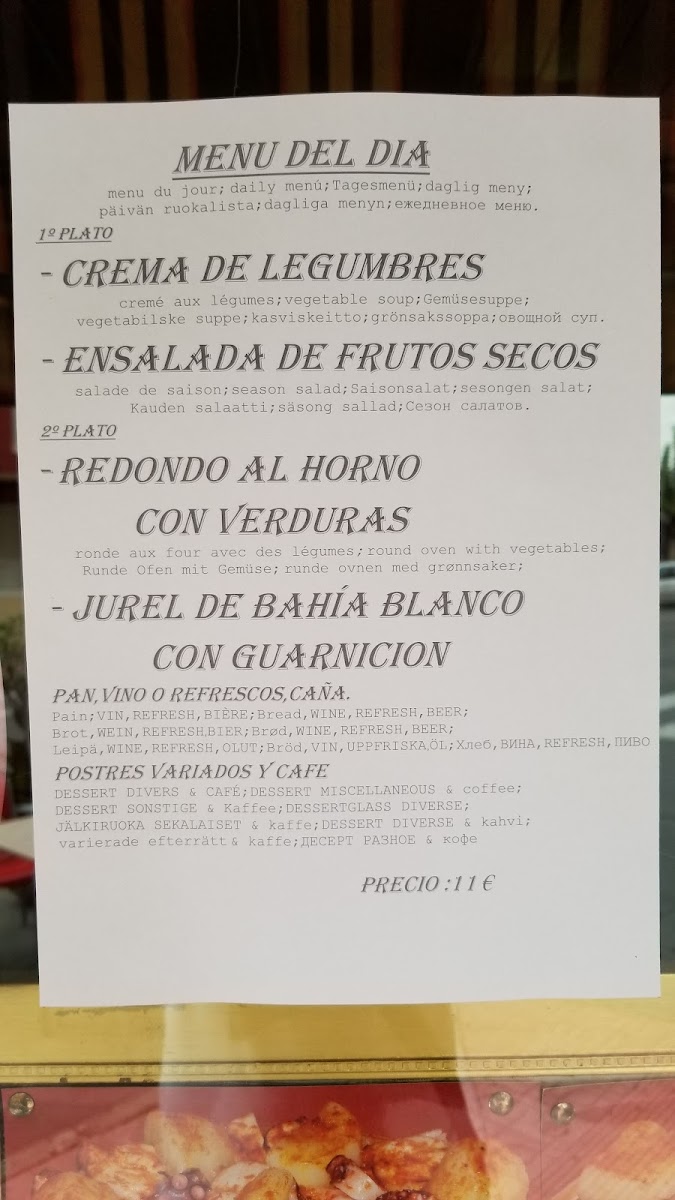 MENU DEL DIA
menu du jour; daily menú;Tagesmenü;daglig meny;
päivän ruokalista;dagliga menyn;ежедневное меню.
1º PLATO
- CREMA DE LEGUMBRES
cremé aux légumes;vegetable soup;Gemüsesuppe;
vegetabilske suppe;kasviskeitto;grönsakssoppa;овощной суп.
- ENSALADA DE FRUTOS SECOS
salade de saison;season salad;Saisonsalat;sesongen salat;
Kauden salaatti;säsong sallad;Сезон салатов.
2º PLATO
- REDONDO AL HORNO
CON VERDURAS
ronde aux four avec des légumes;round oven with vegetables;
Runde Ofen mit Gemüse; runde ovnen med grønnsaker;
- JUREL DE BAHÍA BLANCO
CON GUARNICION
PAN,VINO O REFRESCOS,CAÑA.
Pain;VIN,REFRESH,BIÈRE;Bread,WINE,REFRESH,BEER;
Brot,WEIN,REFRESH,BIER;Brød,WINE,REFRESH,BEER;
Leipä,WINE,REFRESH,OLUT;Bröd,VIN,UPPFRISKA,ÖL;Хлеб,ВИНА,REFRESH,ПИВО
POSTRES VARIADOS Y CAFE
DESSERT DIVERS & CAFÉ;DESSERT MISCELLANEOUS & coffee;
DESSERT SONSTIGE & Kaffee;DESSERTGLASS DIVERSE;
JÄLKIRUOKA SEKALAISET & kaffe;DESSERT DIVERSE & kahvi;
varierade efterrätt & kaffe;ДЕСЕРТ РАЗНОЕ & кофе
PRECIO :11 €